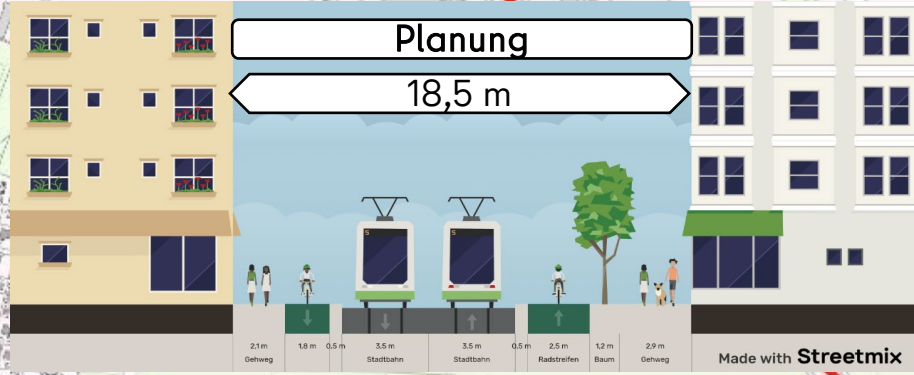 Planung
18,5 m
S
S
2,1 m
Gehweg
1,8 m
0,5 m
3,5 m
Stadtbahn
3,5 m
Stadtbahn
0,5 m
2,5 m
Radstreifen
1,2 m
Baum
2,9 m
Gehweg
Made with Streetmix